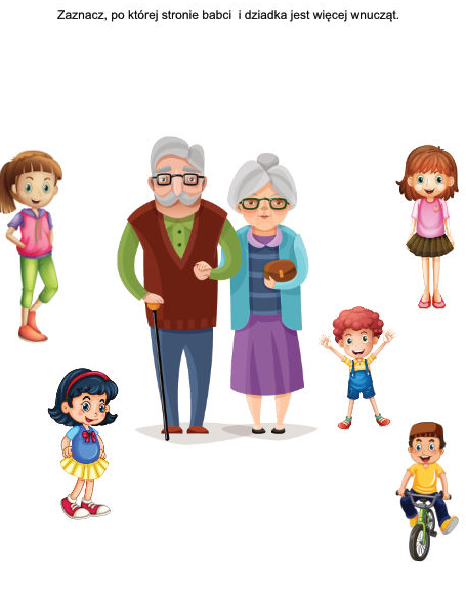 Zaznacz, po której stronie babci i dziadka jest więcej wnucząt.